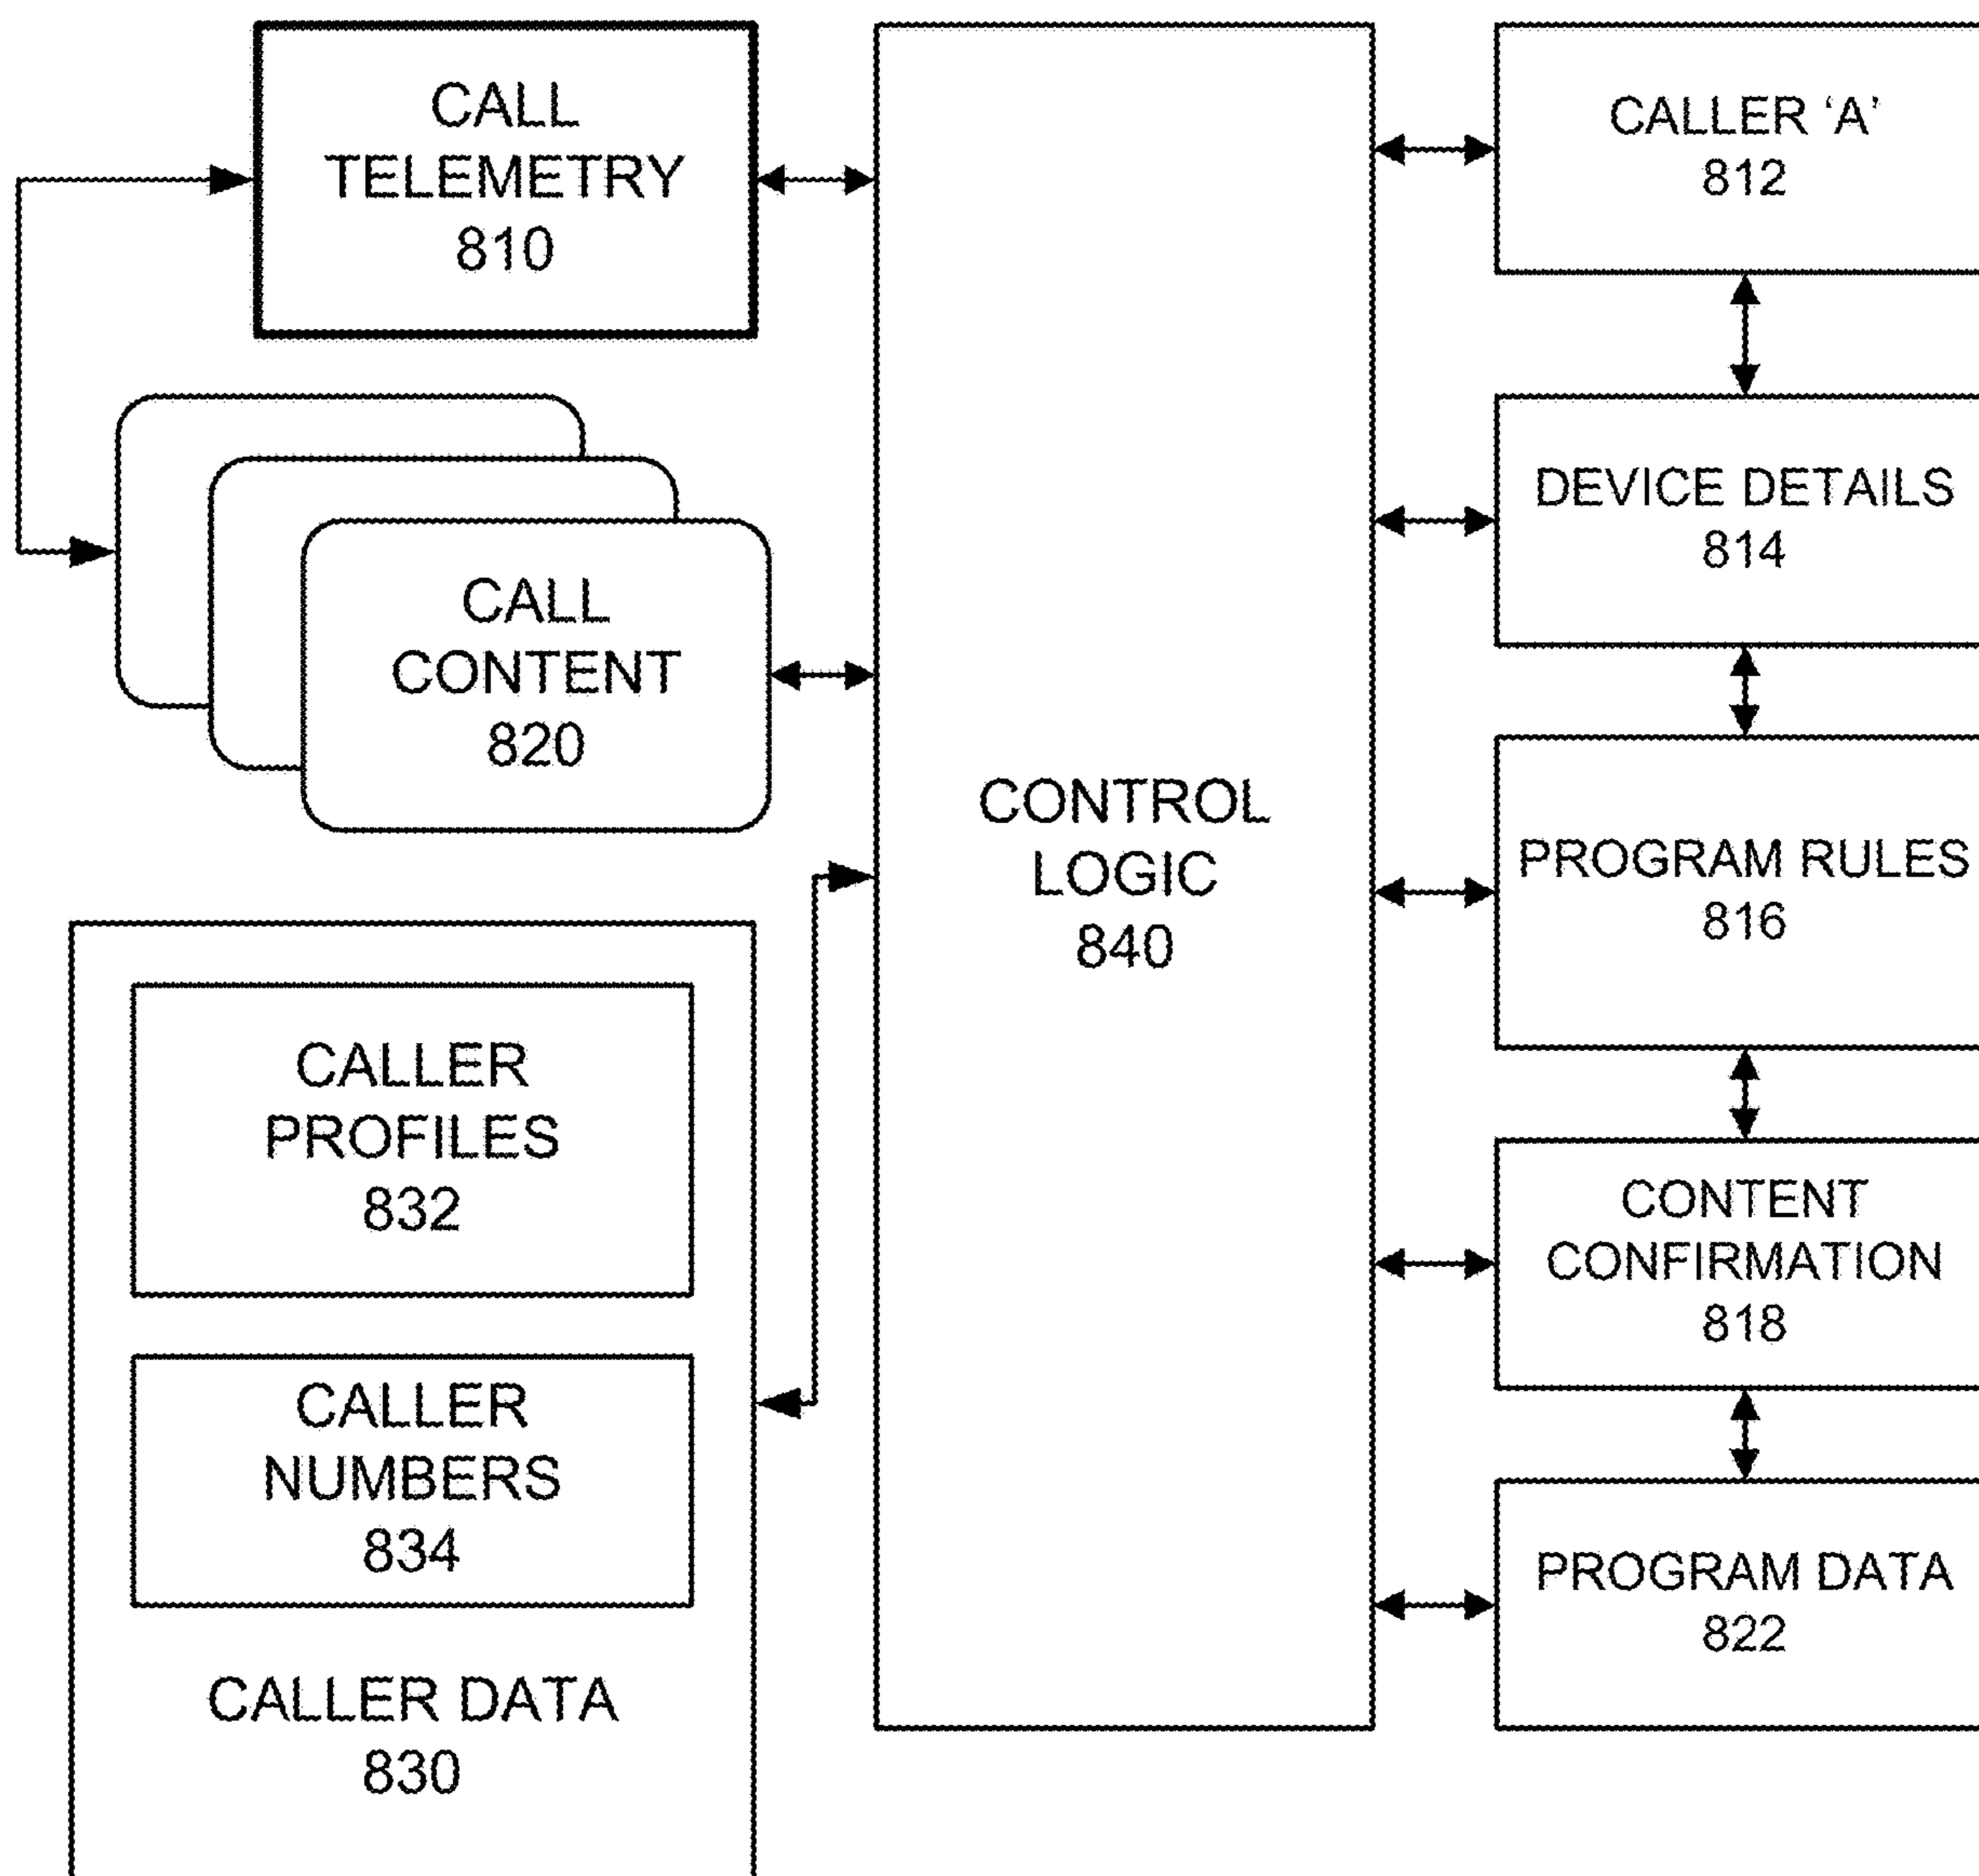 CALL
TELEMETRY
810
CALL
CONTENT
820
CALLER
PROFILES
832
CALLER
NUMBERS
834
CALLER DATA
830
CONTROL
LOGIC
840
CALLER ‘A’
812
DEVICE DETAILS
814
PROGRAM RULES
816
CONTENT
CONFIRMATION
818
PROGRAM DATA
822